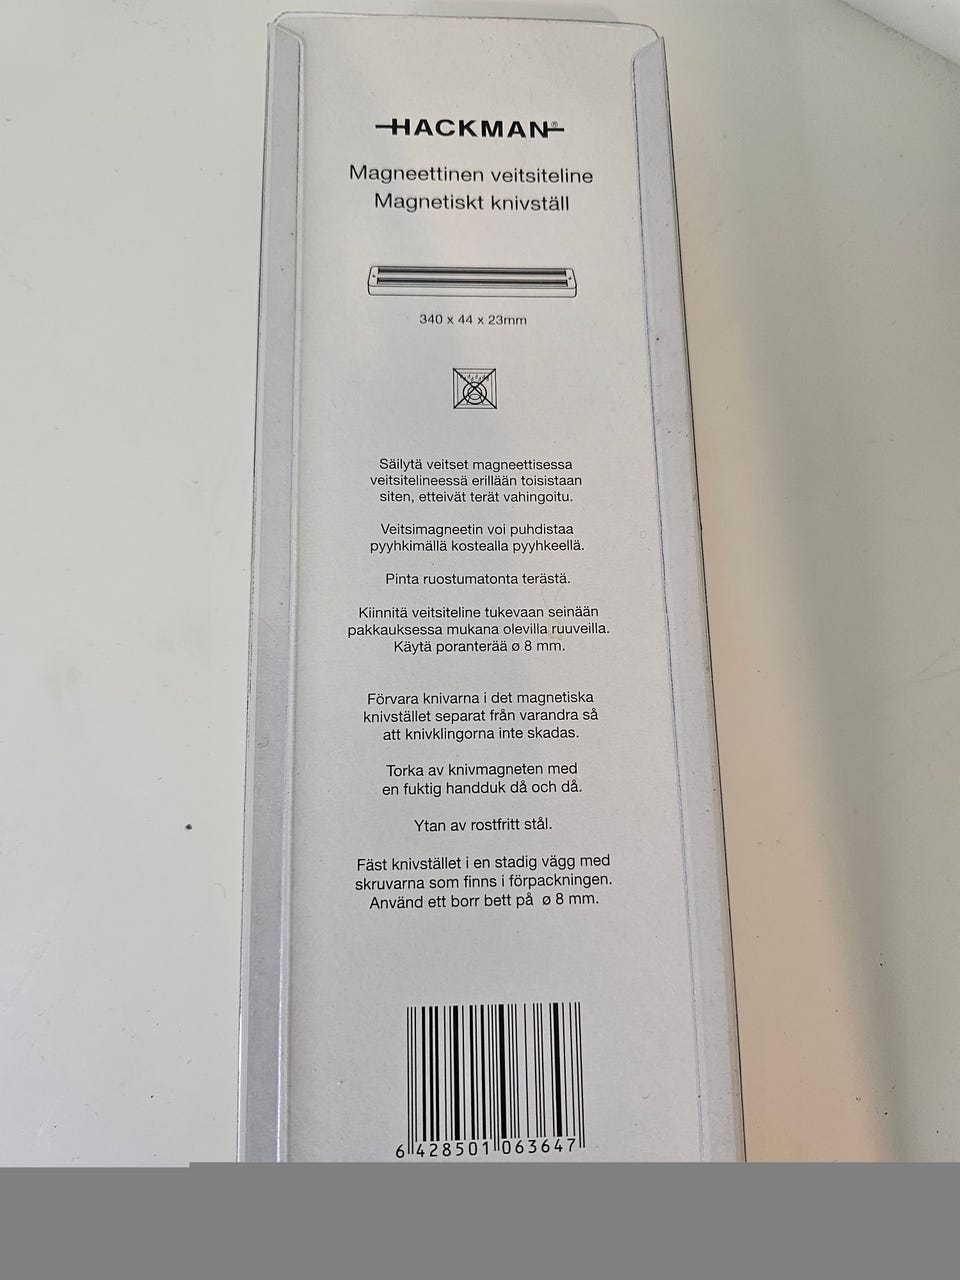 HACKMAN®
Magneettinen veitsiteline
Magnetiskt knivställ
340 x 44 x 23mm
Säilytä veitset magneettisessa
veitsitelineessä erillään toisistaan
siten, etteivät terät vahingoitu.
Veitsimagneetin voi puhdistaa
pyyhkimällä kostealla pyyhkeellä.
Pinta ruostumatonta terästä.
Kiinnitä veitsiteline tukevaan seinään
pakkauksessa mukana olevilla ruuveilla.
Käytä poranterää ø 8 mm.
Förvara knivarna i det magnetiska
knivstället separat från varandra så
att knivklingorna inte skadas.
Torka av knivmagneten med
en fuktig handduk då och då.
Ytan av rostfritt stål.
Fäst knivstället i en stadig vägg med
skruvarna som finns i förpackningen.
Använd ett borr bett på ø 8 mm.
6 428501 063647